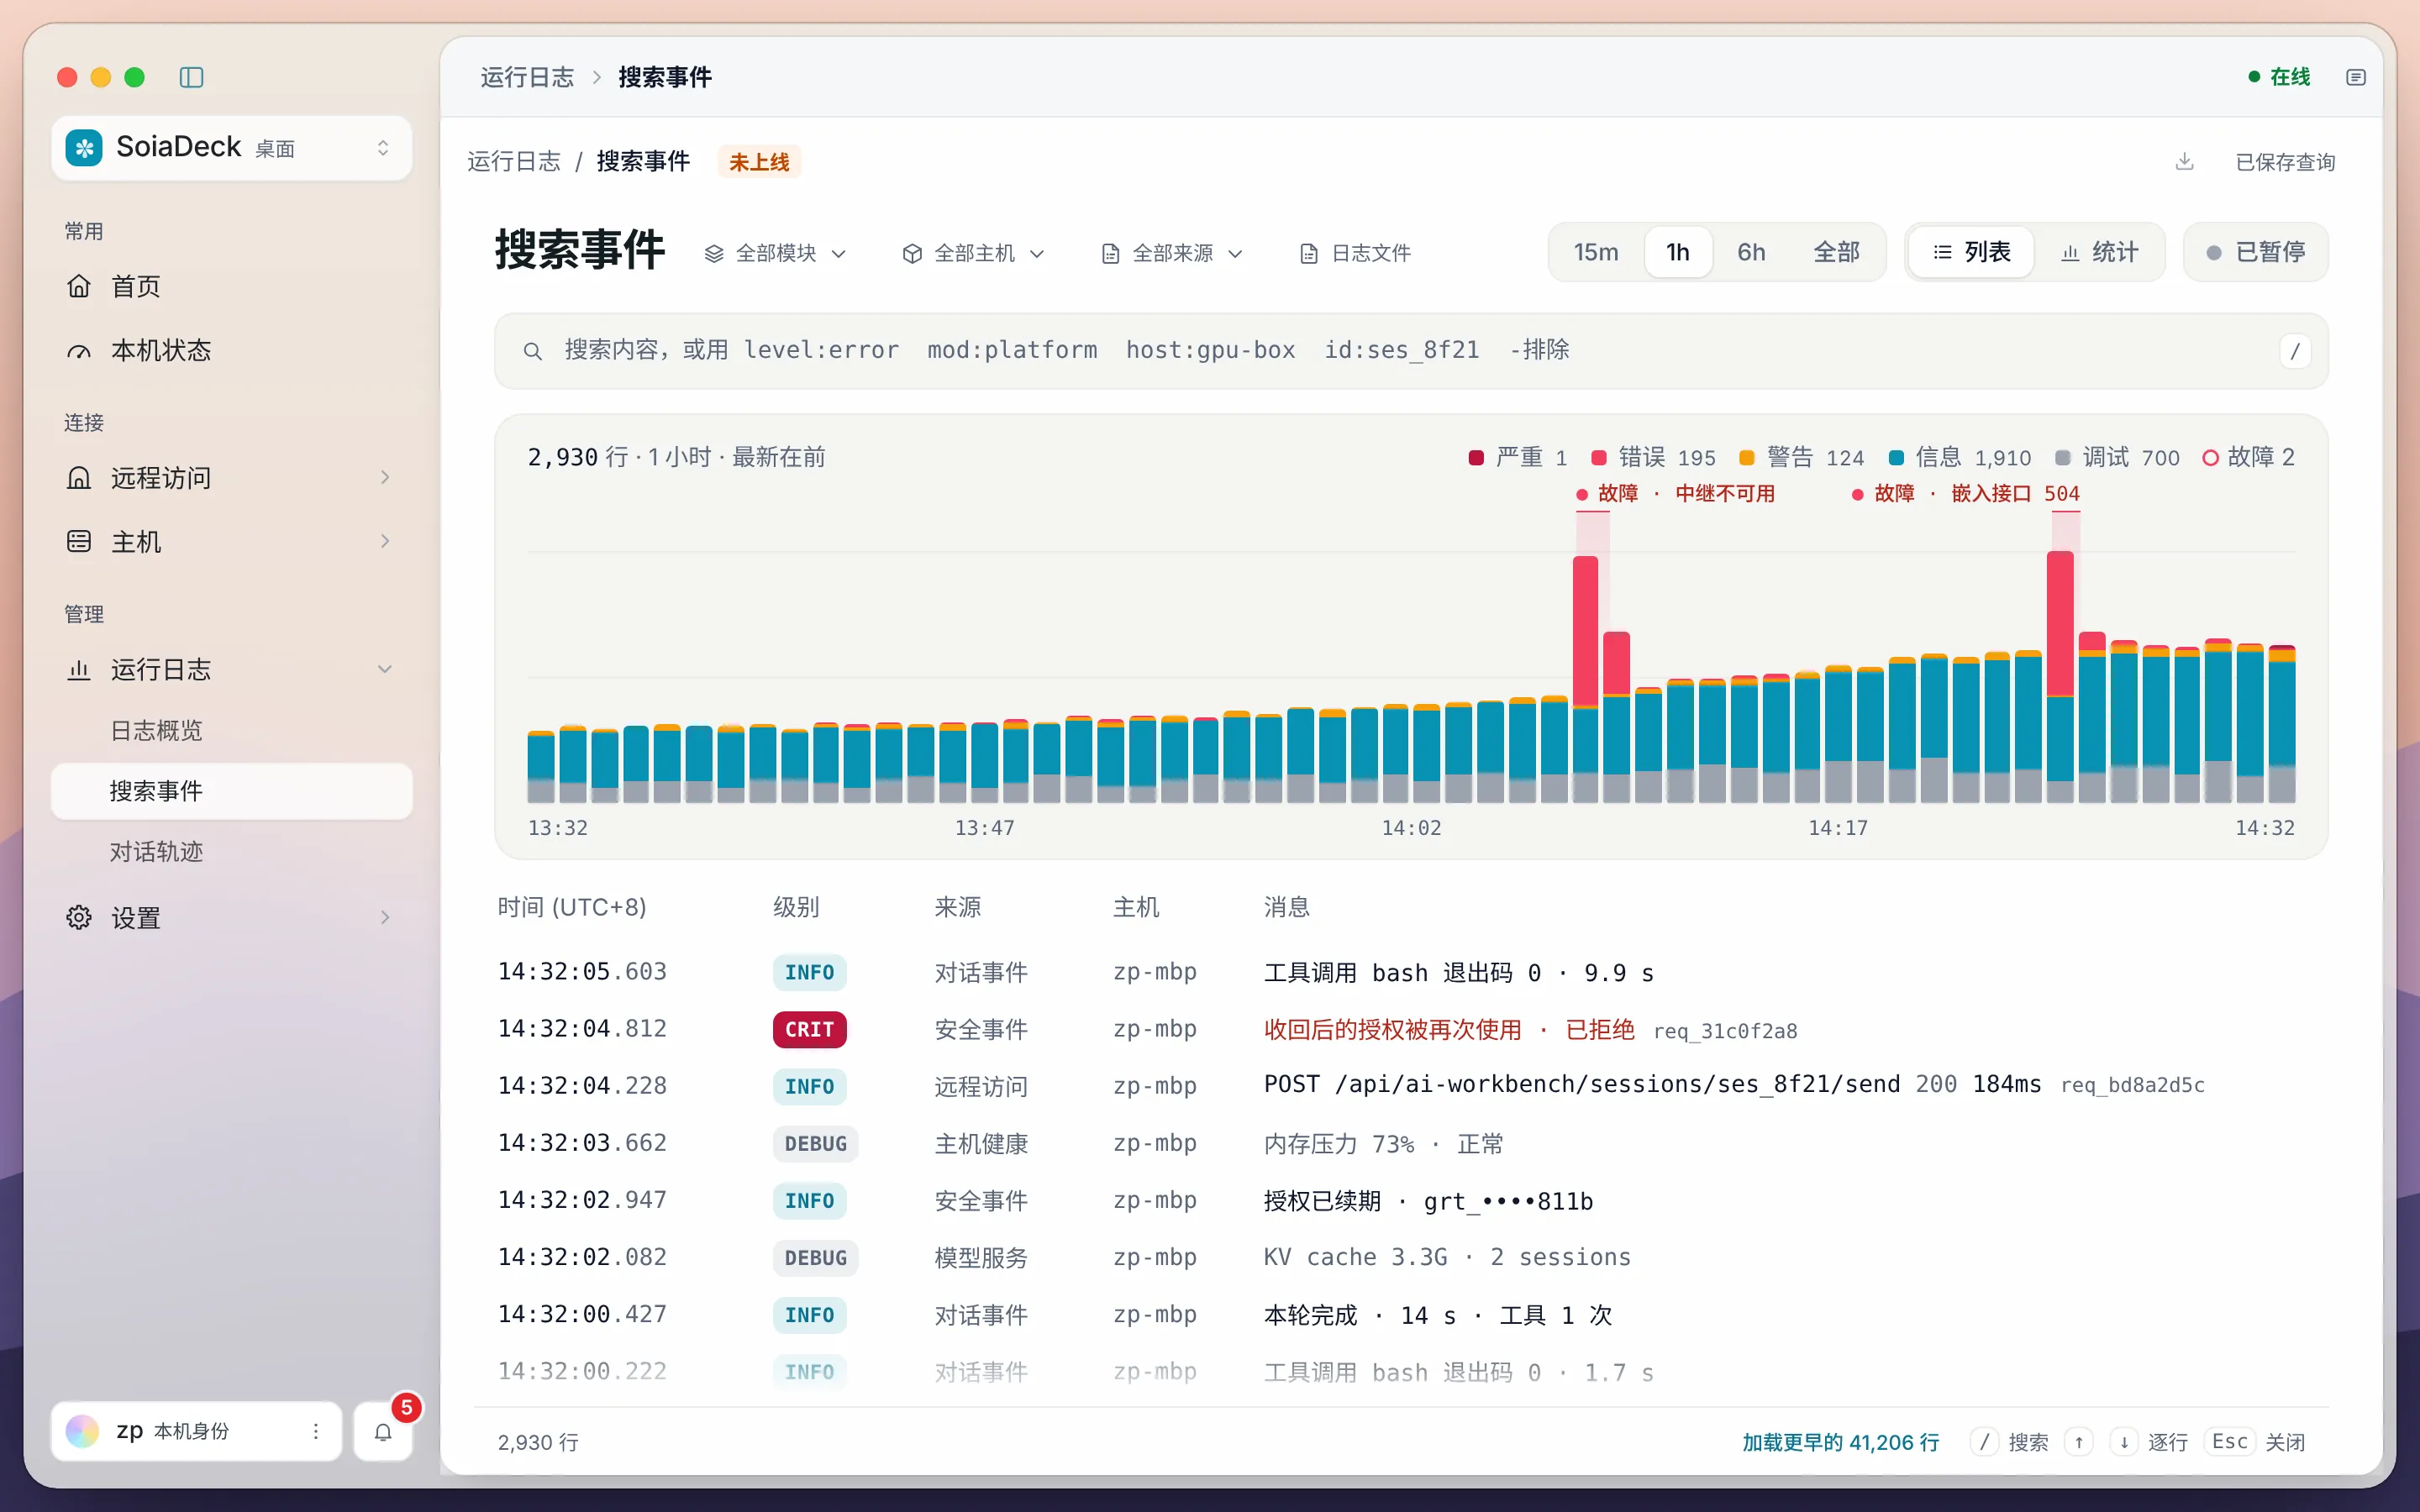 SoiaDeck 桌面
常用
首页
本机状态
连接
远程访问
主机
管理
运行日志
日志概览
搜索事件
对话轨迹
设置
zp 本机身份
5
运行日志 > 搜索事件
在线
运行日志 / 搜索事件 未上线
已保存查询
搜索事件 全部模块 全部主机 全部来源 日志文件 15m 1h 6h 全部 列表 统计 已暂停
搜索内容，或用 level:error mod:platform host:gpu-box id:ses_8f21 -排除 /
2,930 行 · 1 小时 · 最新在前 严重 1 错误 195 警告 124 信息 1,910 调试 700 故障 2
故障 · 中继不可用 故障 · 嵌入接口 504
13:32 13:47 14:02 14:17 14:32
时间 (UTC+8) 级别 来源 主机 消息
14:32:05.603 INFO 对话事件 zp-mbp 工具调用 bash 退出码 0 · 9.9 s
14:32:04.812 CRIT 安全事件 zp-mbp 收回后的授权被再次使用 · 已拒绝 req_31c0f2a8
14:32:04.228 INFO 远程访问 zp-mbp POST /api/ai-workbench/sessions/ses_8f21/send 200 184ms req_bd8a2d5c
14:32:03.662 DEBUG 主机健康 zp-mbp 内存压力 73% · 正常
14:32:02.947 INFO 安全事件 zp-mbp 授权已续期 · grt_••••811b
14:32:02.082 DEBUG 模型服务 zp-mbp KV cache 3.3G · 2 sessions
14:32:00.427 INFO 对话事件 zp-mbp 本轮完成 · 14 s · 工具 1 次
14:32:00.222 INFO 对话事件 zp-mbp 工具调用 bash 退出码 0 · 1.7 s
2,930 行 加载更早的 41,206 行 / 搜索 ↑ ↓ 逐行 Esc 关闭